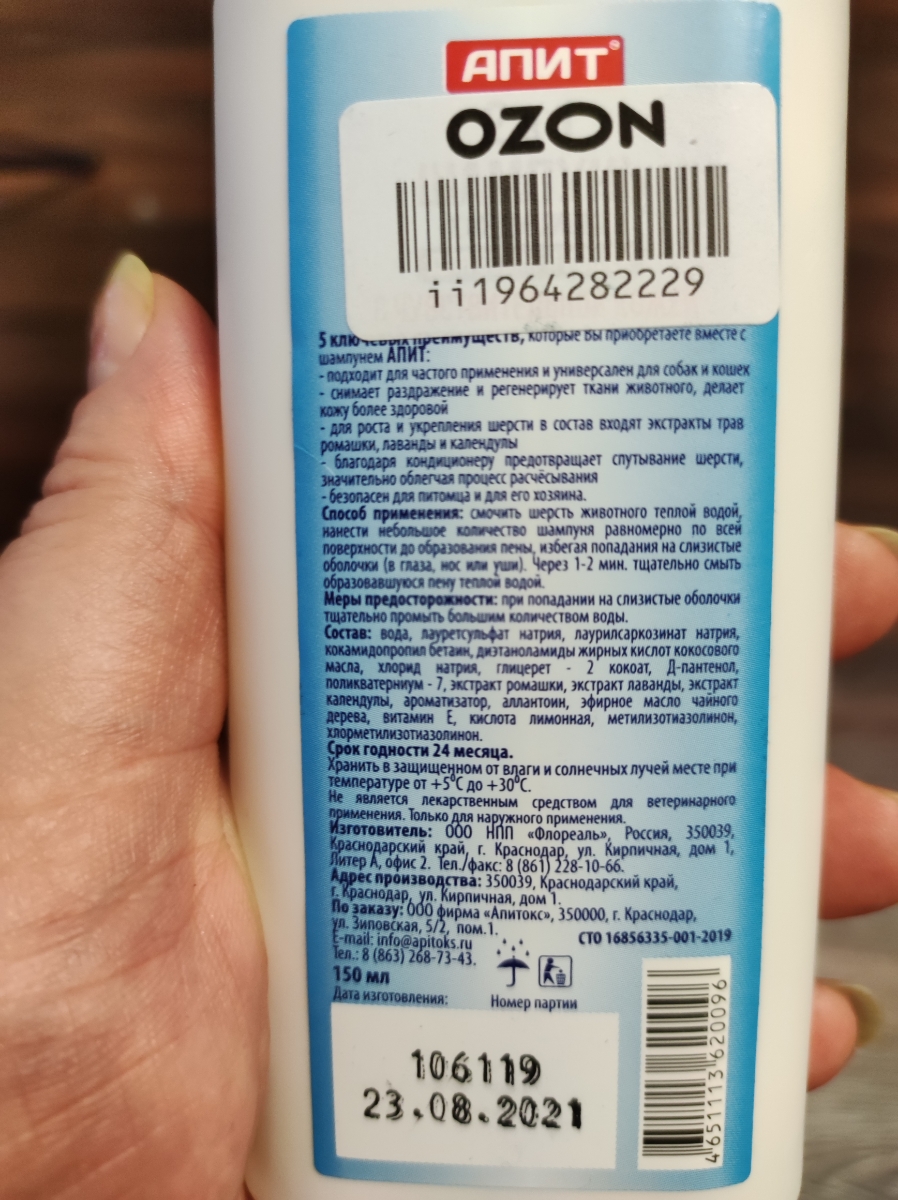 АПИТ
OZON
ii1964282229
5 ключевых преимуществ, которые Вы приобретаете вместе с
шампунем АПИТ:
- подходит для частого применения и универсален для собак и кошек
- снимает раздражение и регенерирует ткани животного, делает
кожу более здоровой
- для роста и укрепления шерсти в состав входят экстракты трав
ромашки, лаванды и календулы
- благодаря кондиционеру предотвращает спутывание шерсти,
значительно облегчая процесс расчёсывания
- безопасен для питомца и для его хозяина.
Способ применения: смочить шерсть животного теплой водой,
нанести небольшое количество шампуня равномерно по всей
поверхности до образования пены, избегая попадания на слизистые
оболочки (в глаза, нос или уши). Через 1-2 мин. тщательно смыть
образовавшуюся пену теплой водой.
Меры предосторожности: при попадании на слизистые оболочки
тщательно промыть большим количеством воды.
Состав: вода, лауретсульфат натрия, лаурилсаркозинат натрия,
кокамидопропил бетаин, диэтаноламиды жирных кислот кокосового
масла, хлорид натрия, глицерет - 2 кокоат, Д-пантенол,
поликватерниум - 7, экстракт ромашки, экстракт лаванды, экстракт
календулы, ароматизатор, аллантоин, эфирное масло чайного
дерева, витамин Е, кислота лимонная, метилизотиазолинон,
хлорметилизотиазолинон.
Срок годности 24 месяца.
Хранить в защищенном от влаги и солнечных лучей месте при
температуре от +5⁰С до +30⁰С.
Не является лекарственным средством для ветеринарного
применения. Только для наружного применения.
Изготовитель: ООО НПП «Флореаль», Россия, 350039,
Краснодарский край, г. Краснодар, ул. Кирпичная, дом 1,
Литер А, офис 2. Тел./факс: 8 (861) 228-10-66.
Адрес производства: 350039, Краснодарский край,
г. Краснодар, ул. Кирпичная, дом 1.
По заказу: ООО фирма «Апитокс», 350000, г. Краснодар,
ул. Зиповская, 5/2, пом.1.
E-mail: info@apitoks.ru
СТО 16856335-001-2019
Тел.: 8 (863) 268-73-43.
150 мл
Дата изготовления:
Номер партии
106119
23.08.2021
4651113620096